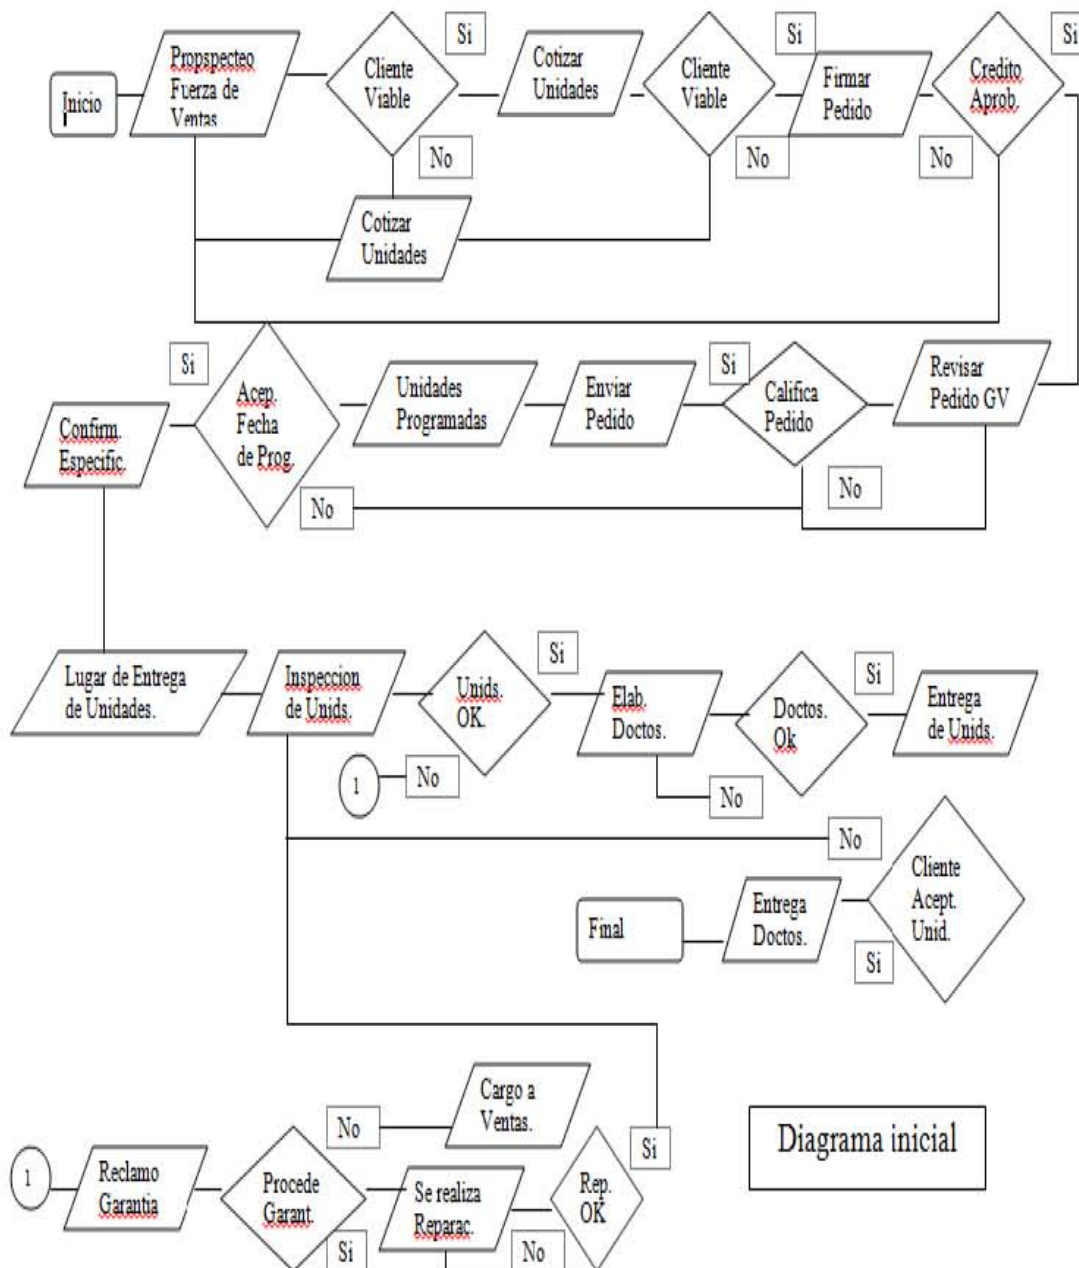 Inicio
Propspecteo
Fuerza de
Ventas
Cliente
Viable
Si
No
Cotizar
Unidades
Cotizar
Unidades
Cliente
Viable
Si
No
Firmar
Pedido
Credito
Aprob.
Si
No
Revisar
Pedido GV
Califica
Pedido
Si
No
Enviar
Pedido
Unidades
Programadas
Acep.
Fecha
de Prog.
Si
No
Confirm.
Especific.
Lugar de Entrega
de Unidades.
Inspeccion
de Unids.
Unids.
OK.
Si
No
1
Elab.
Doctos.
No
Doctos.
Ok
Si
Entrega
de Unids.
No
Cliente
Acept.
Unid.
Si
Entrega
Doctos.
Final
1
Reclamo
Garantia
Procede
Garant.
No
Cargo a
Ventas.
Si
Se realiza
Reparac.
No
Rep.
OK
Si
Diagrama inicial